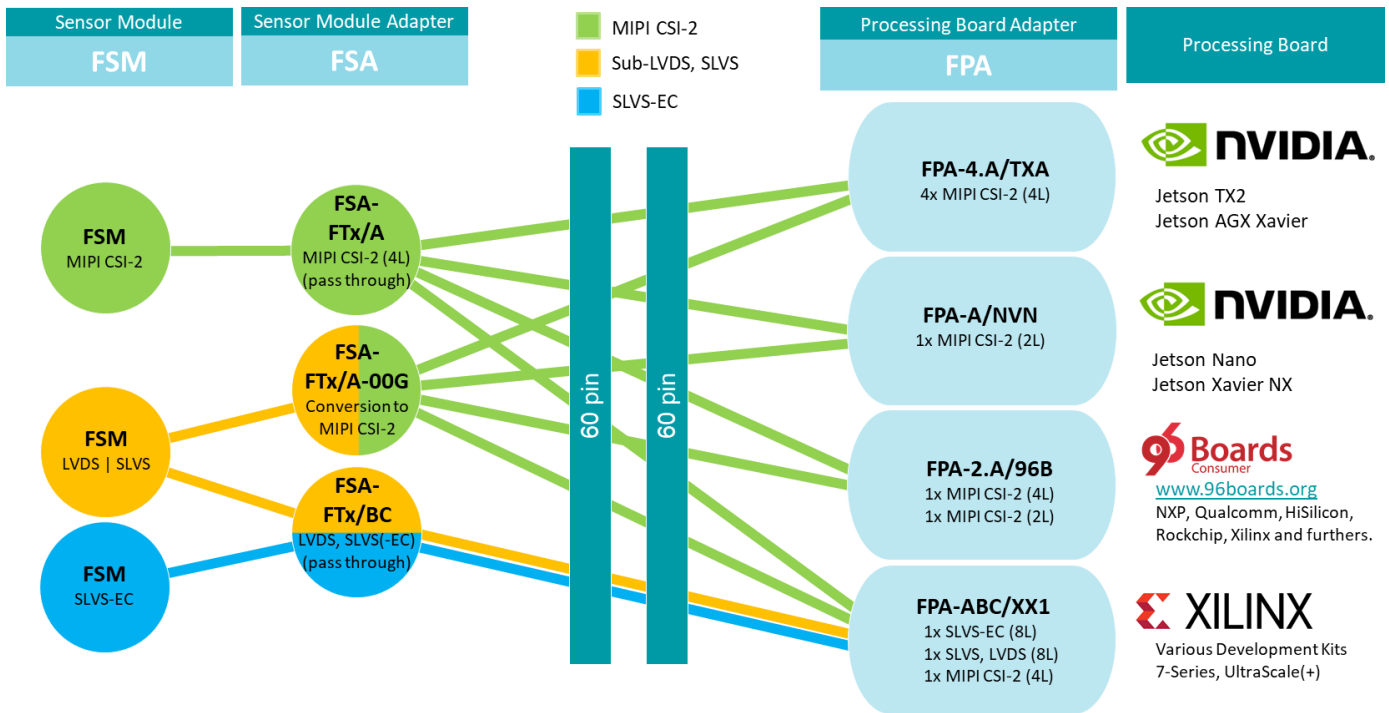 Sensor Module
FSM
Sensor Module Adapter
FSA
MIPI CSI-2
Sub-LVDS, SLVS
SLVS-EC
Processing Board Adapter
FPA
Processing Board
FSM
MIPI CSI-2
FSM
LVDS | SLVS
FSM
SLVS-EC
FSA-
FTx/A
MIPI CSI-2 (4L)
(pass through)
FSA-
FTx/A-00G
Conversion to
MIPI CSI-2
FSA-
FTx/BC
LVDS, SLVS(-EC)
(pass through)
60 pin
60 pin
FPA-4.A/TXA
4x MIPI CSI-2 (4L)
FPA-A/NVN
1x MIPI CSI-2 (2L)
FPA-2.A/96B
1x MIPI CSI-2 (4L)
1x MIPI CSI-2 (2L)
FPA-ABC/XX1
1x SLVS-EC (8L)
1x SLVS, LVDS (8L)
1x MIPI CSI-2 (4L)
NVIDIA.
Jetson TX2
Jetson AGX Xavier
NVIDIA.
Jetson Nano
Jetson Xavier NX
96 Boards
Consumer
www.96boards.org
NXP, Qualcomm, HiSilicon,
Rockchip, Xilinx and furthers.
XILINX
Various Development Kits
7-Series, UltraScale(+)